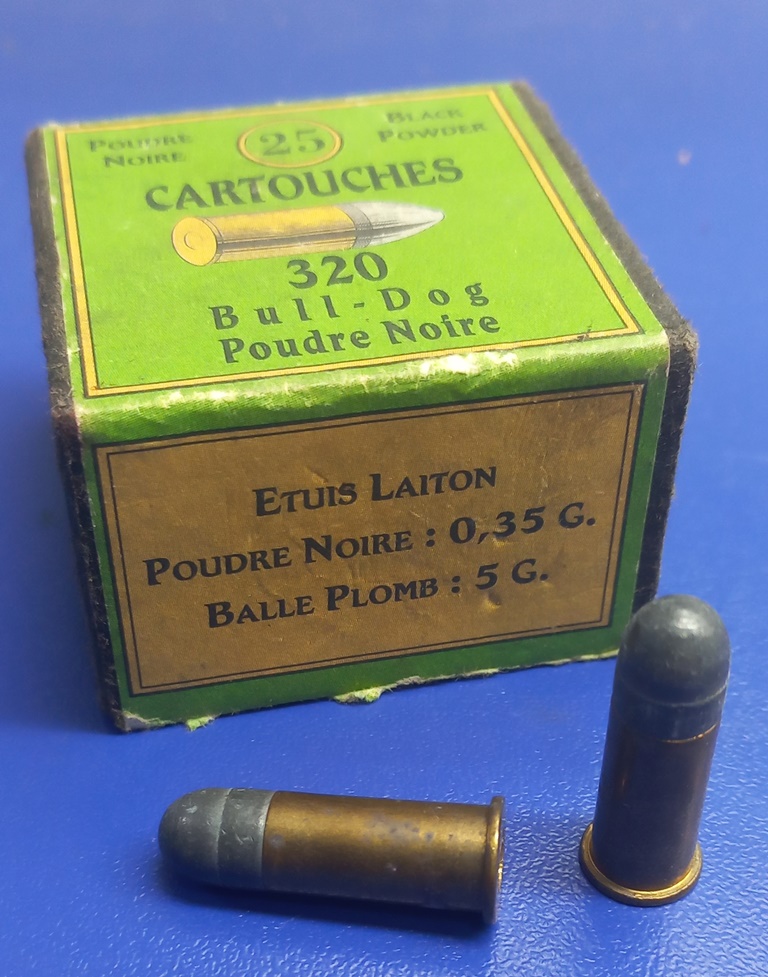 Poudre Noire
25
Black Powder
Cartouches
320
Bull-Dog
Poudre Noire
Etuis Laiton
Poudre Noire : 0,35 G.
Balle Plomb : 5 G.